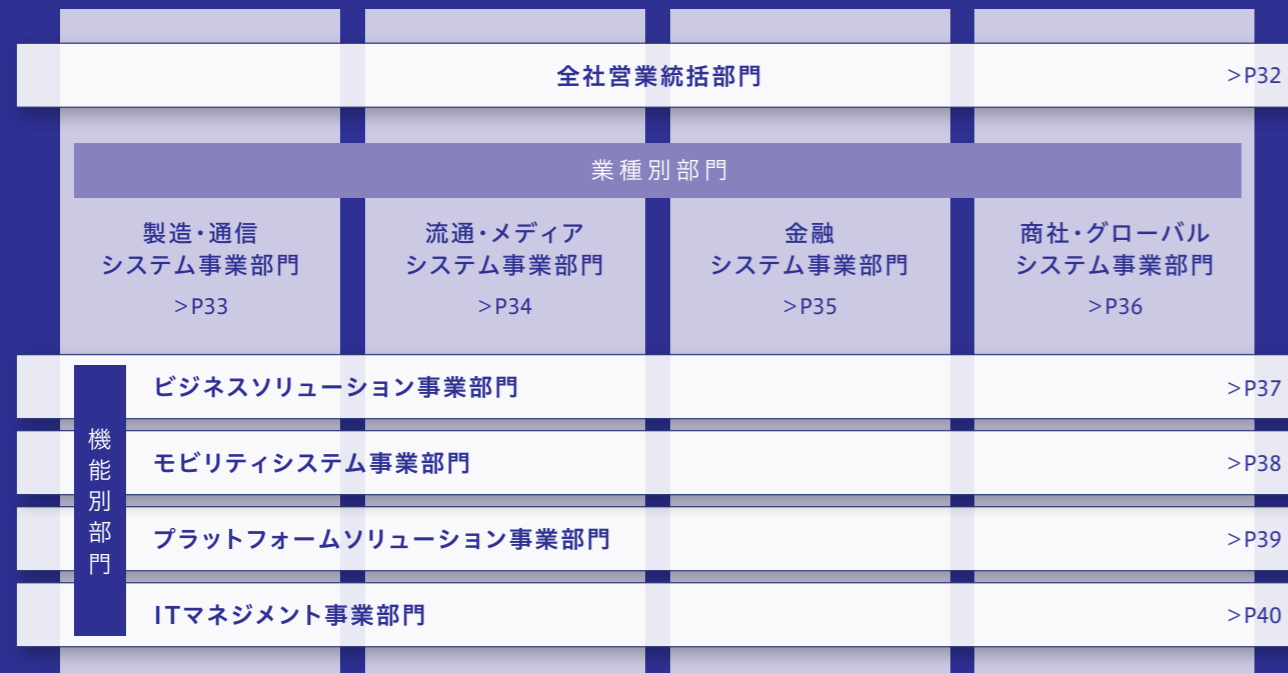 全社営業統括部門 >P32
業種別部門
製造・通信
システム事業部門
>P33
流通・メディア
システム事業部門
>P34
金融
システム事業部門
>P35
商社・グローバル
システム事業部門
>P36
機能別部門
ビジネスソリューション事業部門 >P37
モビリティシステム事業部門 >P38
プラットフォームソリューション事業部門 >P39
ITマネジメント事業部門 >P40